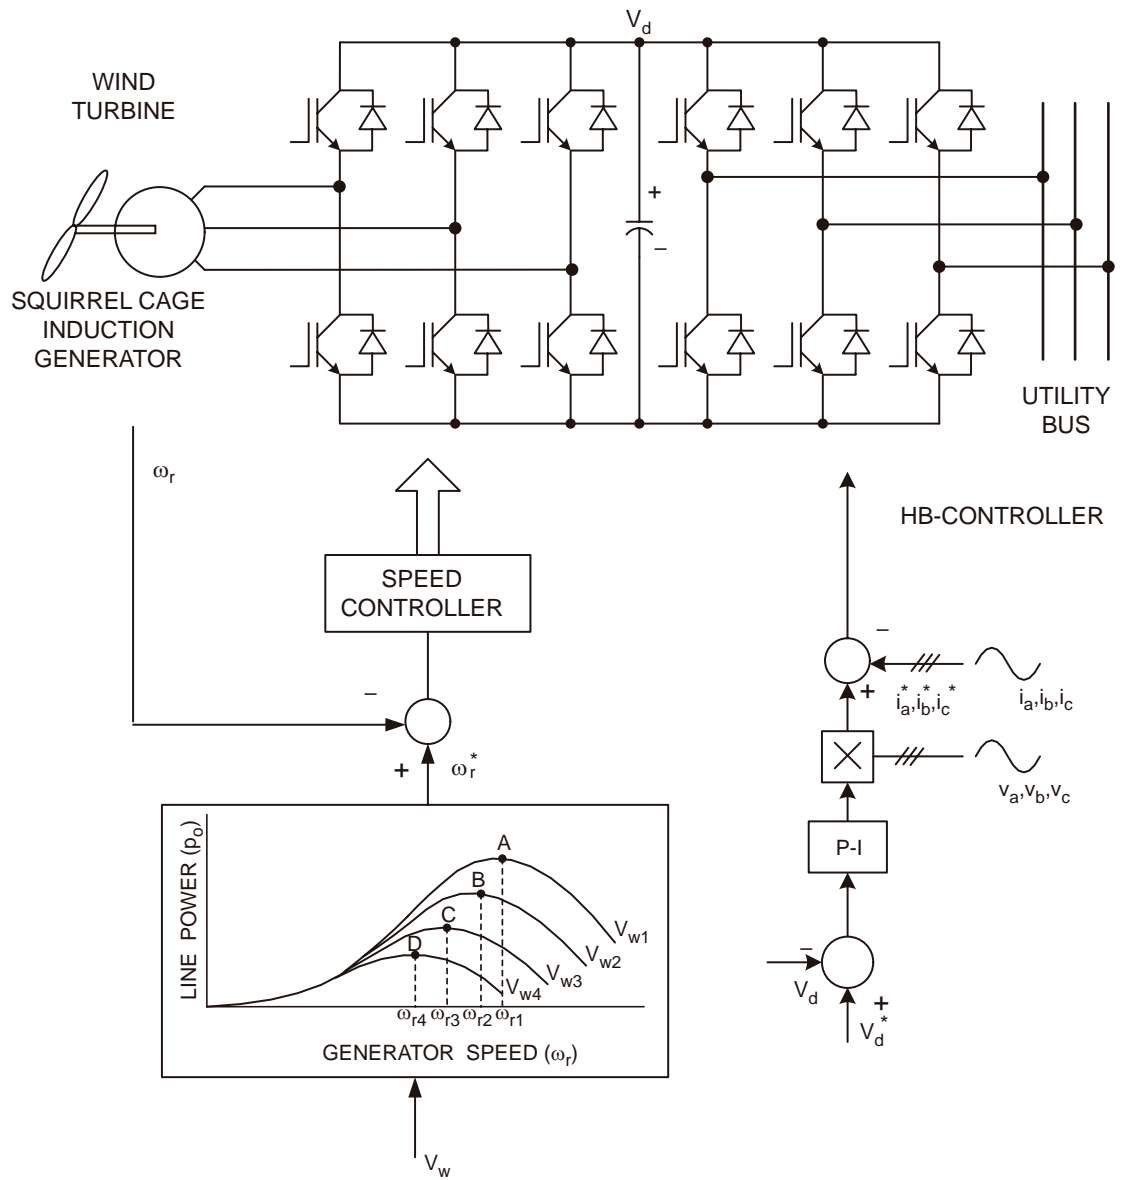 V_d
WIND
TURBINE
+
–
SQUIRREL CAGE
INDUCTION
GENERATOR
UTILITY
BUS
ω_r
HB-CONTROLLER
SPEED
CONTROLLER
–
+
ω_r^*
–
+
i_a^*,i_b^*,i_c^*
i_a,i_b,i_c
v_a,v_b,v_c
P-I
LINE POWER (p_o)
A
B
C
D
V_w1
V_w2
V_w3
V_w4
ω_r4
ω_r3
ω_r2
ω_r1
GENERATOR SPEED (ω_r)
–
V_d
+
V_d^*
V_w